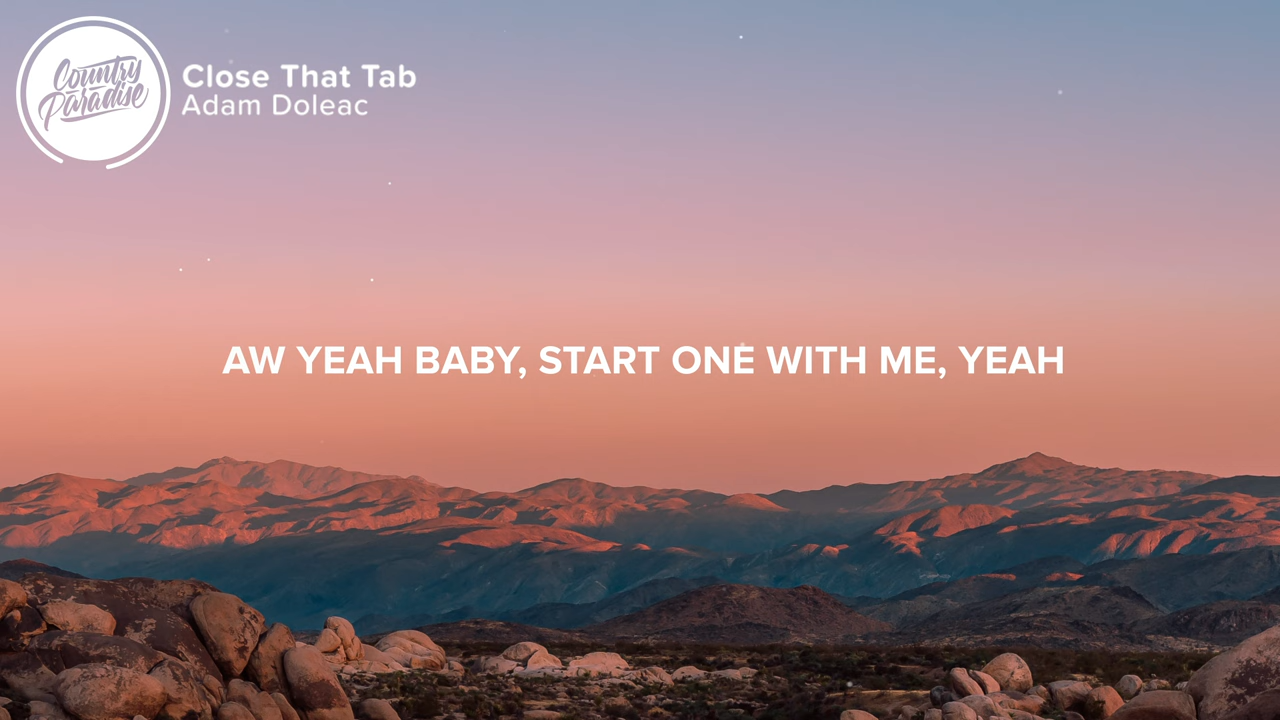 Country
Paradise
Close That Tab
Adam Doleac
AW YEAH BABY, START ONE WITH ME, YEAH